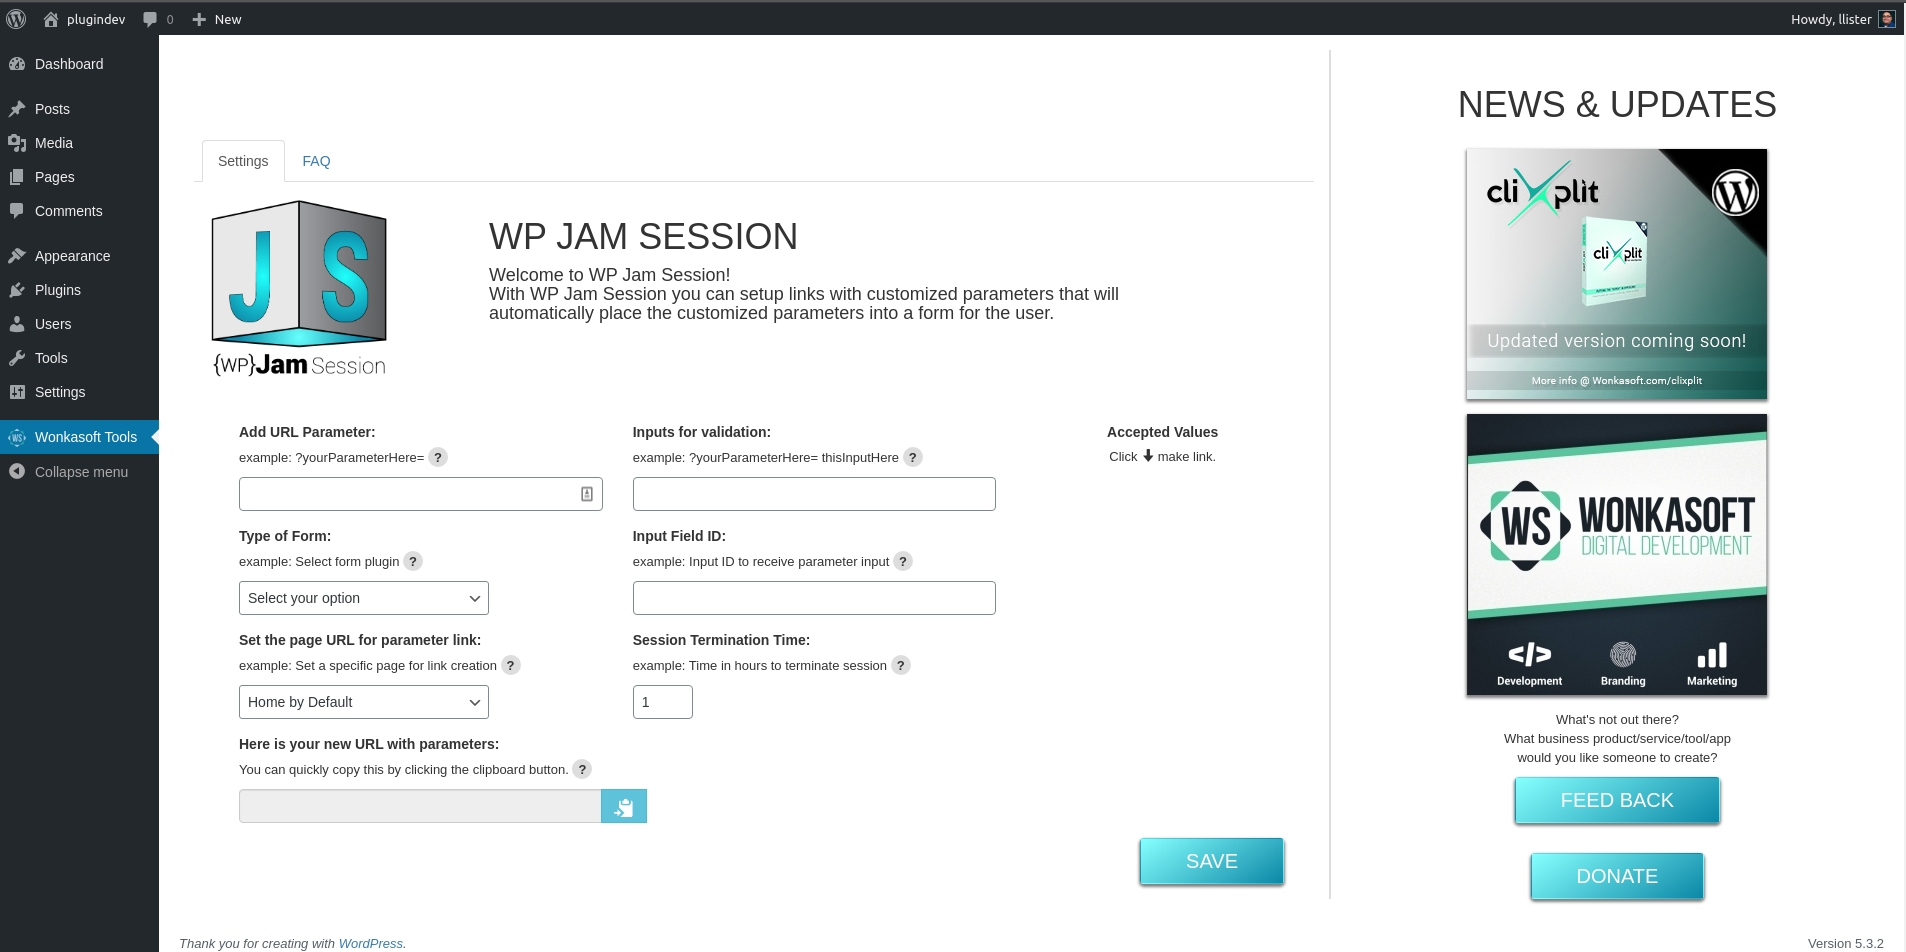 plugindev
0
New
Howdy, llister
Dashboard
Posts
Media
Pages
Comments
Appearance
Plugins
Users
Tools
Settings
WS
Wonkasoft Tools
Collapse menu
Settings
FAQ
JS
{WP}Jam Session
WP JAM SESSION
Welcome to WP Jam Session!
With WP Jam Session you can setup links with customized parameters that will
automatically place the customized parameters into a form for the user.
Add URL Parameter:
example: ?yourParameterHere= ?
Inputs for validation:
example: ?yourParameterHere= thisInputHere ?
Accepted Values
Click make link.
Type of Form:
example: Select form plugin ?
Select your option
Input Field ID:
example: Input ID to receive parameter input ?
Set the page URL for parameter link:
example: Set a specific page for link creation ?
Home by Default
Session Termination Time:
example: Time in hours to terminate session ?
1
Here is your new URL with parameters:
You can quickly copy this by clicking the clipboard button. ?
SAVE
NEWS & UPDATES
cliXplit
cliXplit
Updated version coming soon!
More info @ Wonkasoft.com/clixplit
WS WONKASOFT
DIGITAL DEVELOPMENT
</>
Development
Branding
Marketing
What's not out there?
What business product/service/tool/app
would you like someone to create?
FEED BACK
DONATE
Thank you for creating with WordPress.
Version 5.3.2